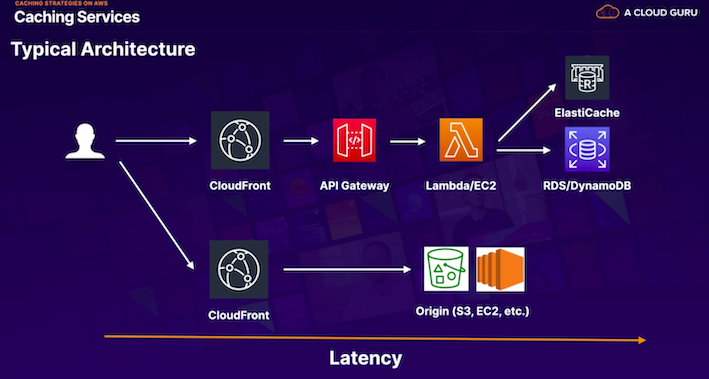 CACHING STRATEGIES ON AWS
Caching Services
A CLOUD GURU
Typical Architecture
ElastiCache
CloudFront
API Gateway
Lambda/EC2
RDS/DynamoDB
CloudFront
Origin (S3, EC2, etc.)
Latency